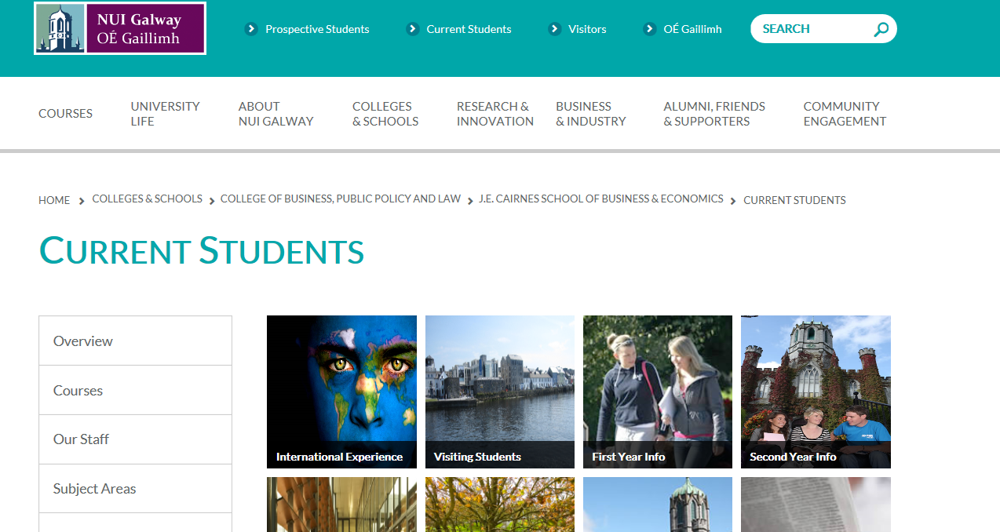 NUI Galway
OÉ Gaillimh
Prospective Students
Current Students
Visitors
OÉ Gaillimh
SEARCH
COURSES
UNIVERSITY
LIFE
ABOUT
NUI GALWAY
COLLEGES
& SCHOOLS
RESEARCH &
INNOVATION
BUSINESS
& INDUSTRY
ALUMNI, FRIENDS
& SUPPORTERS
COMMUNITY
ENGAGEMENT
HOME > COLLEGES & SCHOOLS > COLLEGE OF BUSINESS, PUBLIC POLICY AND LAW > J.E. CAIRNES SCHOOL OF BUSINESS & ECONOMICS > CURRENT STUDENTS
CURRENT STUDENTS
Overview
Courses
Our Staff
Subject Areas
International Experience
Visiting Students
First Year Info
Second Year Info